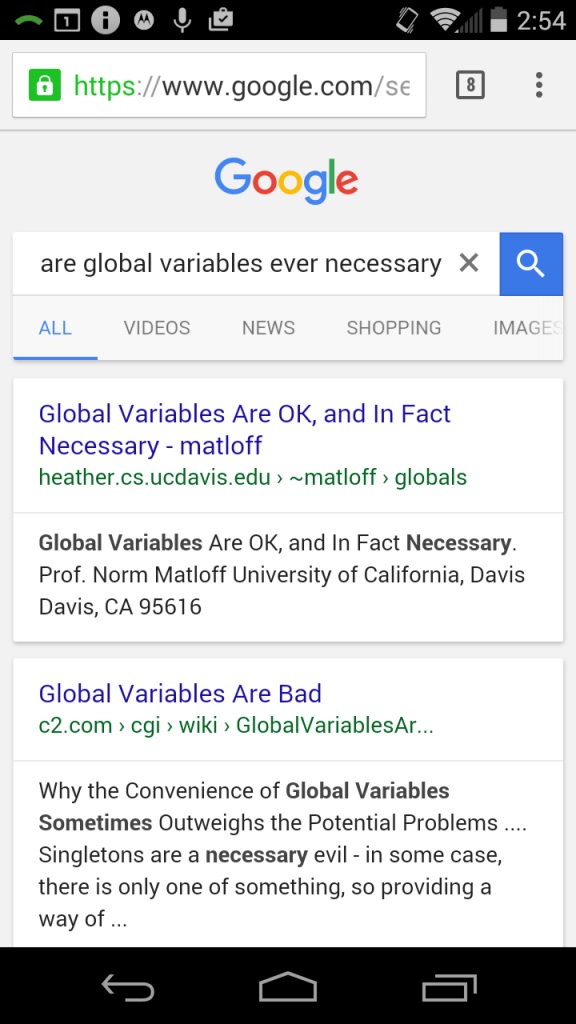 1
2:54
https://www.google.com/se
8
Google
are global variables ever necessary
ALL VIDEOS NEWS SHOPPING IMAGES
Global Variables Are OK, and In Fact
Necessary - matloff
heather.cs.ucdavis.edu › ~matloff › globals
Global Variables Are OK, and In Fact Necessary.
Prof. Norm Matloff University of California, Davis
Davis, CA 95616
Global Variables Are Bad
c2.com › cgi › wiki › GlobalVariablesAr...
Why the Convenience of Global Variables
Sometimes Outweighs the Potential Problems ....
Singletons are a necessary evil - in some case,
there is only one of something, so providing a
way of ...